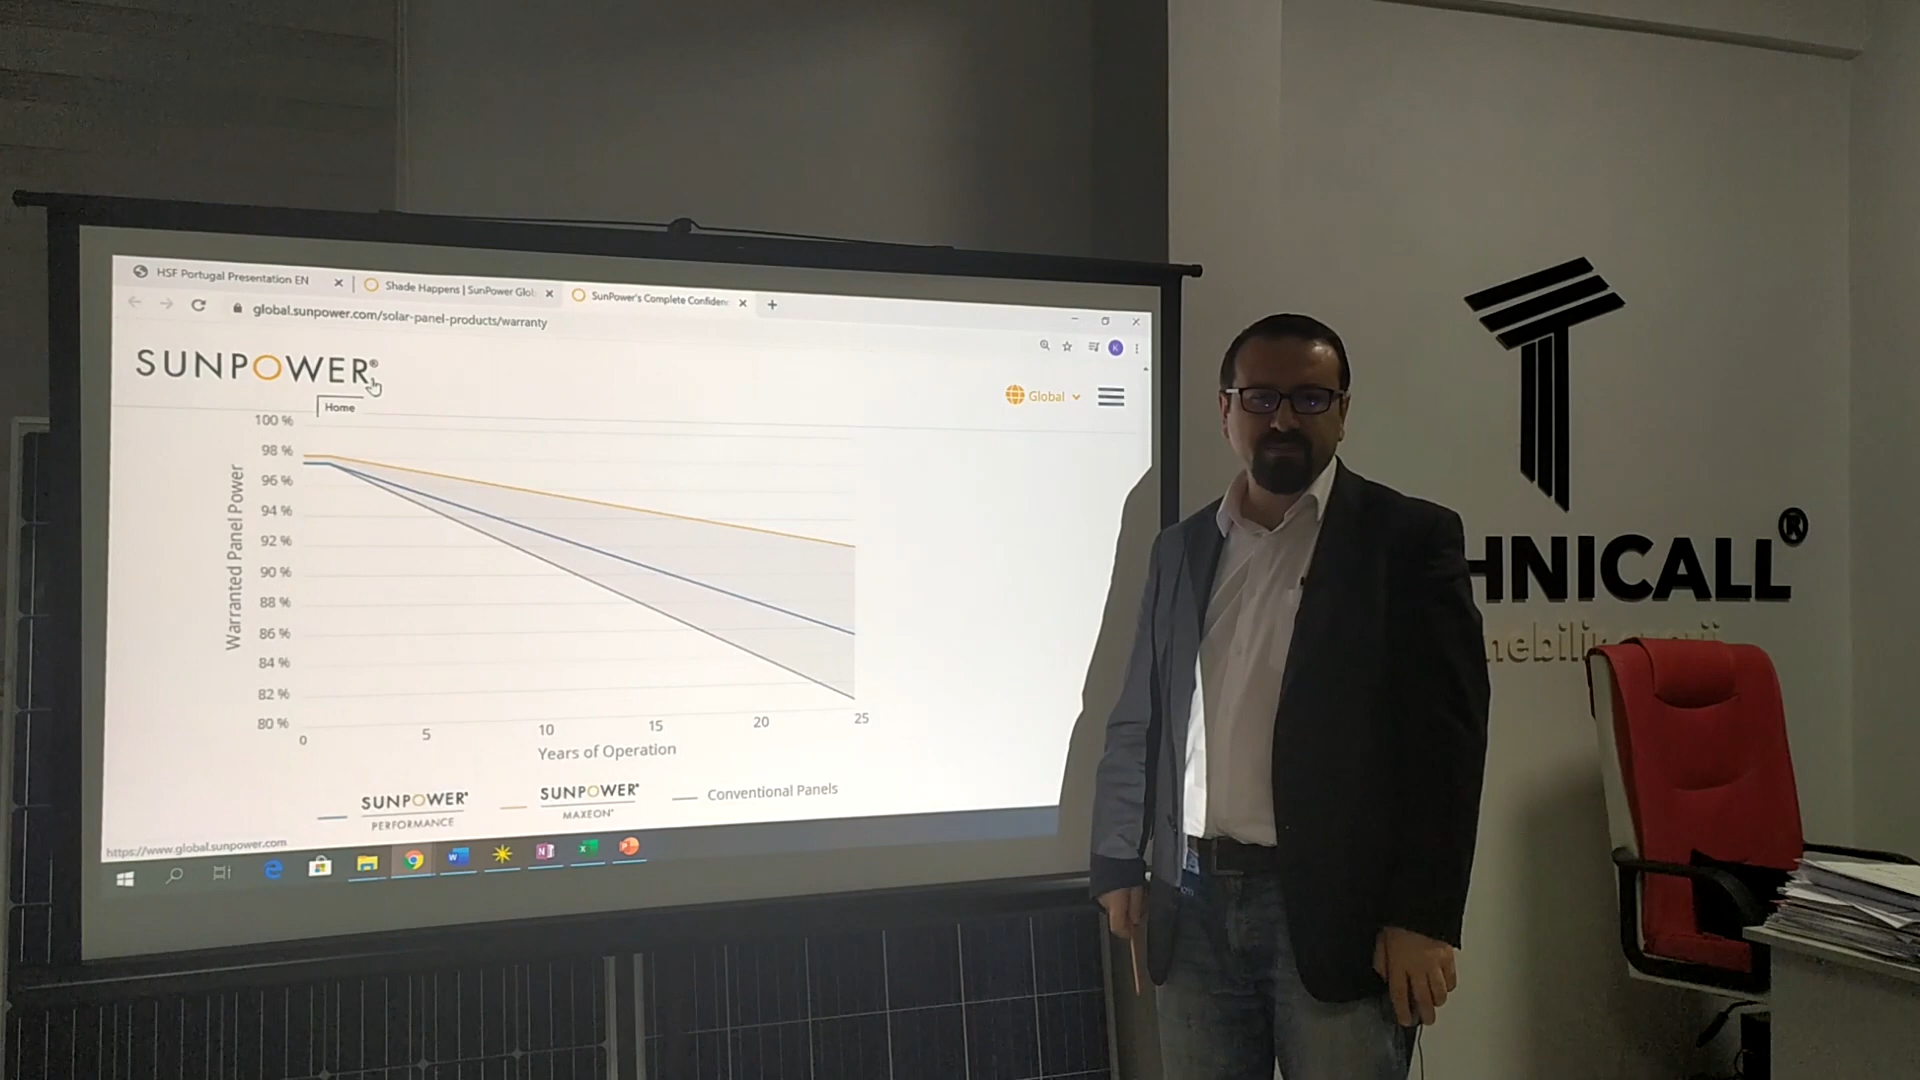 HSF Portugal Presentation EN
Shade Happens | SunPower Glob
SunPower's Complete Confidenc
global.sunpower.com/solar-panel-products/warranty
K
SUNPOWER®
Global
Home
100 %
98 %
96 %
94 %
92 %
90 %
88 %
86 %
84 %
82 %
80 %
Warranted Panel Power
0
5
10
15
20
25
Years of Operation
SUNPOWER®
PERFORMANCE
SUNPOWER®
MAXEON®
Conventional Panels
https://www.global.sunpower.com
HNICALL®